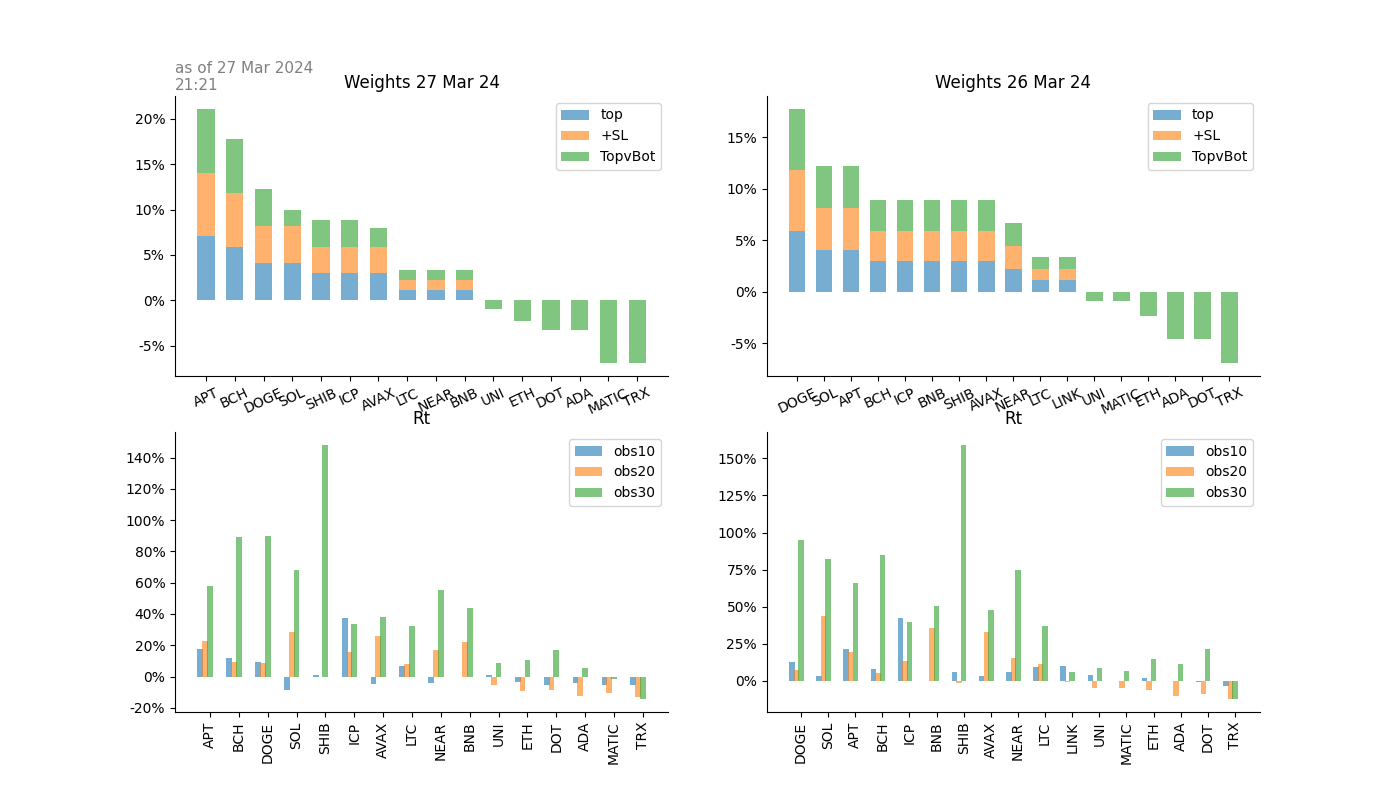 as of 27 Mar 2024
21:21
Weights 27 Mar 24
20%
15%
10%
5%
0%
-5%
top
+SL
TopvBot
APT BCH DOGE SOL SHIB ICP AVAX LTC NEAR BNB UNI ETH DOT ADA MATIC TRX
Weights 26 Mar 24
15%
10%
5%
0%
-5%
top
+SL
TopvBot
DOGE SOL APT BCH ICP BNB SHIB AVAX NEAR LTC LINK UNI MATIC ETH ADA DOT TRX
Rt
140%
120%
100%
80%
60%
40%
20%
0%
-20%
obs10
obs20
obs30
APT BCH DOGE SOL SHIB ICP AVAX LTC NEAR BNB UNI ETH DOT ADA MATIC TRX
Rt
150%
125%
100%
75%
50%
25%
0%
obs10
obs20
obs30
DOGE SOL APT BCH ICP BNB SHIB AVAX NEAR LTC LINK UNI MATIC ETH ADA DOT TRX